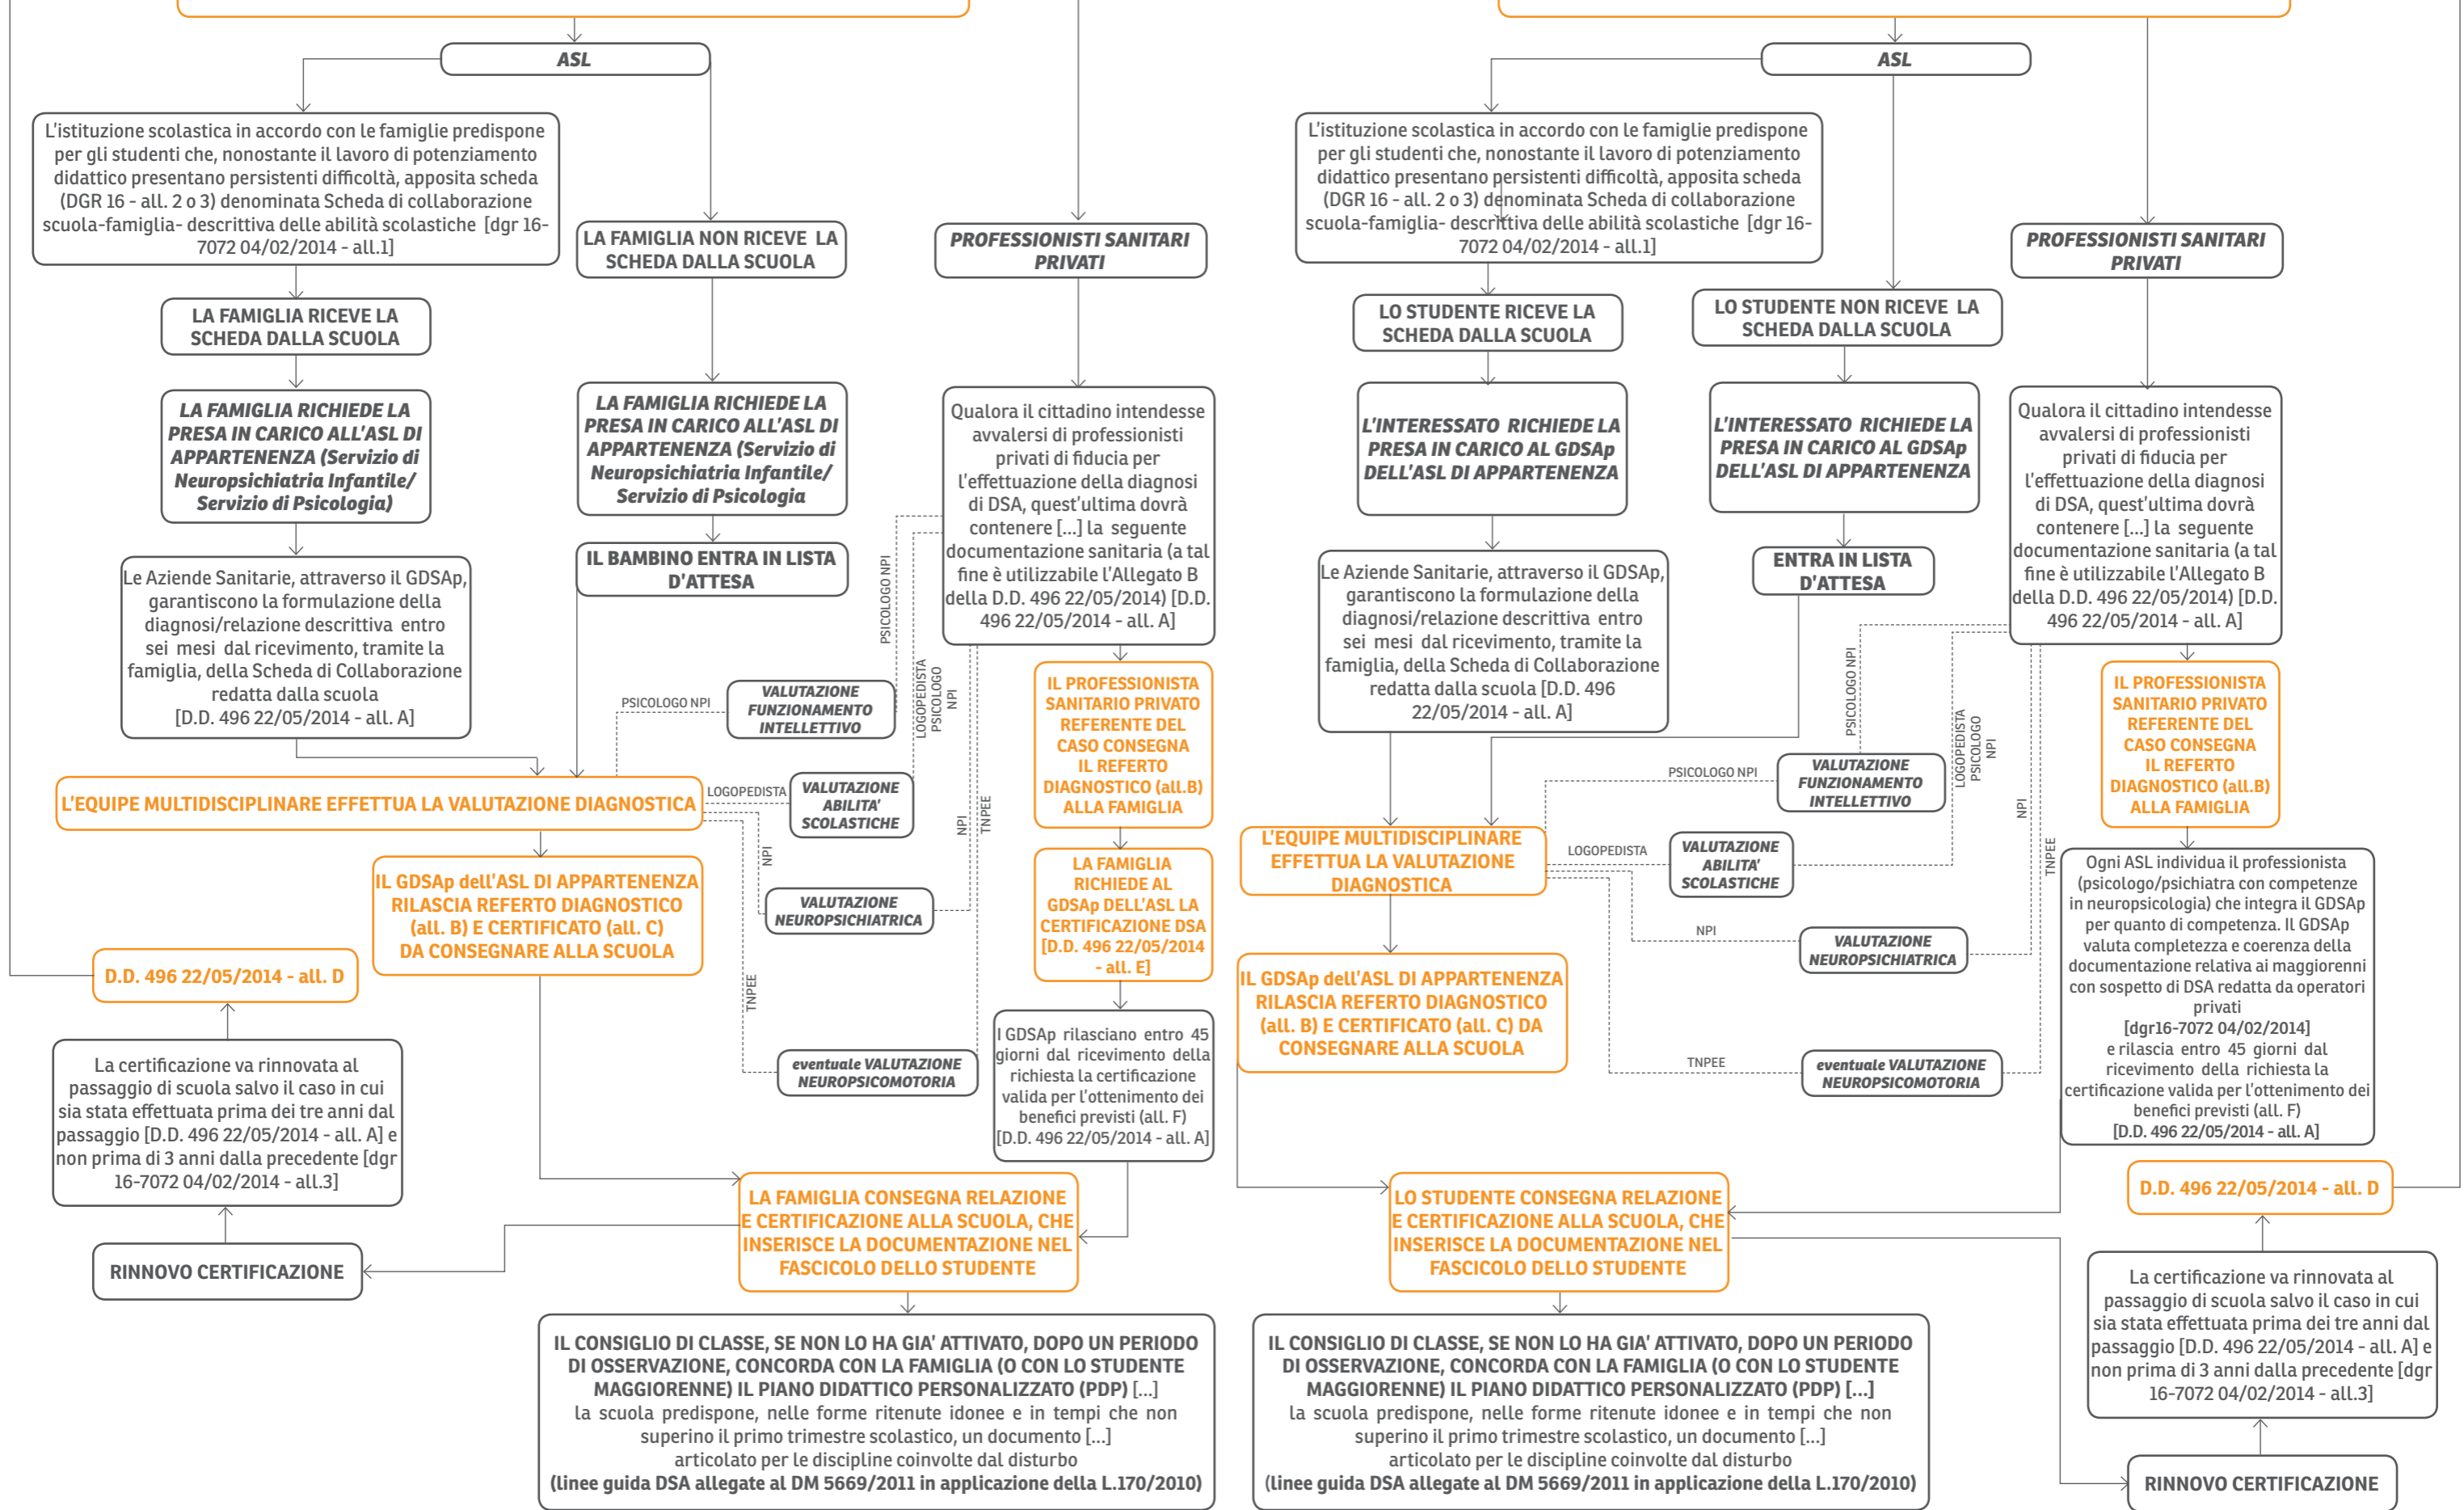 ASL
L'istituzione scolastica in accordo con le famiglie predispone
per gli studenti che, nonostante il lavoro di potenziamento
didattico presentano persistenti difficoltà, apposita scheda
(DGR 16 - all. 2 o 3) denominata Scheda di collaborazione
scuola-famiglia- descrittiva delle abilità scolastiche [dgr 16-
7072 04/02/2014 - all.1]
LA FAMIGLIA NON RICEVE LA
SCHEDA DALLA SCUOLA
PROFESSIONISTI SANITARI
PRIVATI
LA FAMIGLIA RICEVE LA
SCHEDA DALLA SCUOLA
LA FAMIGLIA RICHIEDE LA
PRESA IN CARICO ALL'ASL DI
APPARTENENZA (Servizio di
Neuropsichiatria Infantile/
Servizio di Psicologia)
LA FAMIGLIA RICHIEDE LA
PRESA IN CARICO ALL'ASL DI
APPARTENENZA (Servizio di
Neuropsichiatria Infantile/
Servizio di Psicologia
Qualora il cittadino intendesse
avvalersi di professionisti
privati di fiducia per
l'effettuazione della diagnosi
di DSA, quest'ultima dovrà
contenere [...] la seguente
documentazione sanitaria (a tal
fine è utilizzabile l'Allegato B
della D.D. 496 22/05/2014) [D.D.
496 22/05/2014 - all. A]
IL BAMBINO ENTRA IN LISTA
D'ATTESA
Le Aziende Sanitarie, attraverso il GDSAp,
garantiscono la formulazione della
diagnosi/relazione descrittiva entro
sei mesi dal ricevimento, tramite la
famiglia, della Scheda di Collaborazione
redatta dalla scuola
[D.D. 496 22/05/2014 - all. A]
PSICOLOGO NPI
LOGOPEDISTA
PSICOLOGO
NPI
PSICOLOGO NPI
VALUTAZIONE
FUNZIONAMENTO
INTELLETTIVO
IL PROFESSIONISTA
SANITARIO PRIVATO
REFERENTE DEL
CASO CONSEGNA
IL REFERTO
DIAGNOSTICO (all.B)
ALLA FAMIGLIA
L'EQUIPE MULTIDISCIPLINARE EFFETTUA LA VALUTAZIONE DIAGNOSTICA
LOGOPEDISTA
VALUTAZIONE
ABILITA'
SCOLASTICHE
NPI
TNPEE
NPI
LA FAMIGLIA
RICHIEDE AL
GDSAp DELL'ASL LA
CERTIFICAZIONE DSA
[D.D. 496 22/05/2014
- all. E]
IL GDSAp dell'ASL DI APPARTENENZA
RILASCIA REFERTO DIAGNOSTICO
(all. B) E CERTIFICATO (all. C)
DA CONSEGNARE ALLA SCUOLA
VALUTAZIONE
NEUROPSICHIATRICA
D.D. 496 22/05/2014 - all. D
TNPEE
La certificazione va rinnovata al
passaggio di scuola salvo il caso in cui
sia stata effettuata prima dei tre anni dal
passaggio [D.D. 496 22/05/2014 - all. A] e
non prima di 3 anni dalla precedente [dgr
16-7072 04/02/2014 - all.3]
eventuale VALUTAZIONE
NEUROPSICOMOTORIA
I GDSAp rilasciano entro 45
giorni dal ricevimento della
richiesta la certificazione
valida per l'ottenimento dei
benefici previsti (all. F)
[D.D. 496 22/05/2014 - all. A]
LA FAMIGLIA CONSEGNA RELAZIONE
E CERTIFICAZIONE ALLA SCUOLA, CHE
INSERISCE LA DOCUMENTAZIONE NEL
FASCICOLO DELLO STUDENTE
RINNOVO CERTIFICAZIONE
IL CONSIGLIO DI CLASSE, SE NON LO HA GIA' ATTIVATO, DOPO UN PERIODO
DI OSSERVAZIONE, CONCORDA CON LA FAMIGLIA (O CON LO STUDENTE
MAGGIORENNE) IL PIANO DIDATTICO PERSONALIZZATO (PDP) [...]
la scuola predispone, nelle forme ritenute idonee e in tempi che non
superino il primo trimestre scolastico, un documento [...]
articolato per le discipline coinvolte dal disturbo
(linee guida DSA allegate al DM 5669/2011 in applicazione della L.170/2010)
ASL
L'istituzione scolastica in accordo con le famiglie predispone
per gli studenti che, nonostante il lavoro di potenziamento
didattico presentano persistenti difficoltà, apposita scheda
(DGR 16 - all. 2 o 3) denominata Scheda di collaborazione
scuola-famiglia- descrittiva delle abilità scolastiche [dgr 16-
7072 04/02/2014 - all.1]
PROFESSIONISTI SANITARI
PRIVATI
LO STUDENTE RICEVE LA
SCHEDA DALLA SCUOLA
LO STUDENTE NON RICEVE LA
SCHEDA DALLA SCUOLA
L'INTERESSATO RICHIEDE LA
PRESA IN CARICO AL GDSAp
DELL'ASL DI APPARTENENZA
L'INTERESSATO RICHIEDE LA
PRESA IN CARICO AL GDSAp
DELL'ASL DI APPARTENENZA
Qualora il cittadino intendesse
avvalersi di professionisti
privati di fiducia per
l'effettuazione della diagnosi
di DSA, quest'ultima dovrà
contenere [...] la seguente
documentazione sanitaria (a tal
fine è utilizzabile l'Allegato B
della D.D. 496 22/05/2014) [D.D.
496 22/05/2014 - all. A]
ENTRA IN LISTA
D'ATTESA
Le Aziende Sanitarie, attraverso il GDSAp,
garantiscono la formulazione della
diagnosi/relazione descrittiva entro
sei mesi dal ricevimento, tramite la
famiglia, della Scheda di Collaborazione
redatta dalla scuola [D.D. 496
22/05/2014 - all. A]
PSICOLOGO NPI
LOGOPEDISTA
PSICOLOGO
NPI
IL PROFESSIONISTA
SANITARIO PRIVATO
REFERENTE DEL
CASO CONSEGNA
IL REFERTO
DIAGNOSTICO (all.B)
ALLA FAMIGLIA
PSICOLOGO NPI
VALUTAZIONE
FUNZIONAMENTO
INTELLETTIVO
NPI
TNPEE
L'EQUIPE MULTIDISCIPLINARE
EFFETTUA LA VALUTAZIONE
DIAGNOSTICA
LOGOPEDISTA
VALUTAZIONE
ABILITA'
SCOLASTICHE
Ogni ASL individua il professionista
(psicologo/psichiatra con competenze
in neuropsicologia) che integra il GDSAp
per quanto di competenza. Il GDSAp
valuta completezza e coerenza della
documentazione relativa ai maggiorenni
con sospetto di DSA redatta da operatori
privati
[dgr16-7072 04/02/2014]
e rilascia entro 45 giorni dal
ricevimento della richiesta la
certificazione valida per l'ottenimento dei
benefici previsti (all. F)
[D.D. 496 22/05/2014 - all. A]
NPI
VALUTAZIONE
NEUROPSICHIATRICA
IL GDSAp dell'ASL DI APPARTENENZA
RILASCIA REFERTO DIAGNOSTICO
(all. B) E CERTIFICATO (all. C) DA
CONSEGNARE ALLA SCUOLA
TNPEE
eventuale VALUTAZIONE
NEUROPSICOMOTORIA
LO STUDENTE CONSEGNA RELAZIONE
E CERTIFICAZIONE ALLA SCUOLA, CHE
INSERISCE LA DOCUMENTAZIONE NEL
FASCICOLO DELLO STUDENTE
D.D. 496 22/05/2014 - all. D
La certificazione va rinnovata al
passaggio di scuola salvo il caso in cui
sia stata effettuata prima dei tre anni dal
passaggio [D.D. 496 22/05/2014 - all. A] e
non prima di 3 anni dalla precedente [dgr
16-7072 04/02/2014 - all.3]
IL CONSIGLIO DI CLASSE, SE NON LO HA GIA' ATTIVATO, DOPO UN PERIODO
DI OSSERVAZIONE, CONCORDA CON LA FAMIGLIA (O CON LO STUDENTE
MAGGIORENNE) IL PIANO DIDATTICO PERSONALIZZATO (PDP) [...]
la scuola predispone, nelle forme ritenute idonee e in tempi che non
superino il primo trimestre scolastico, un documento [...]
articolato per le discipline coinvolte dal disturbo
(linee guida DSA allegate al DM 5669/2011 in applicazione della L.170/2010)
RINNOVO CERTIFICAZIONE